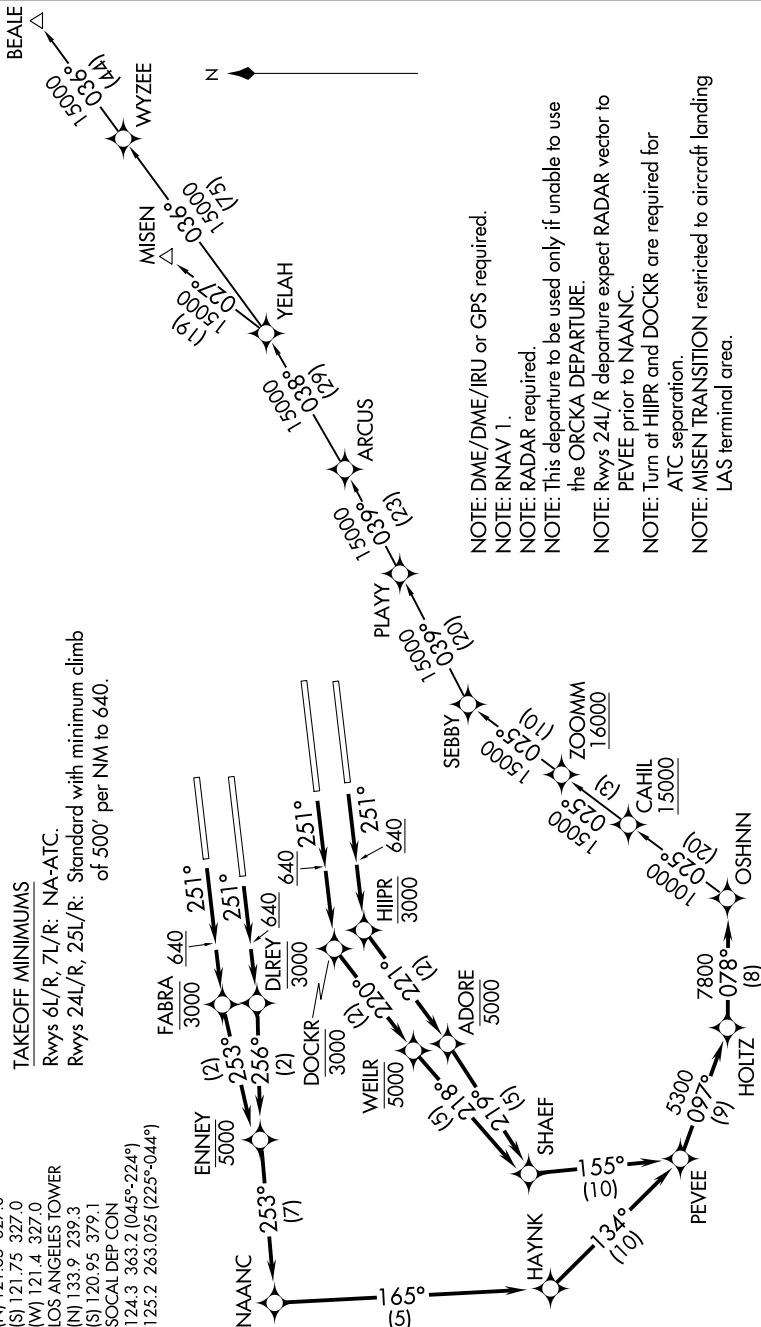 (S) 121.75 327.0
(W) 121.4 327.0
LOS ANGELES TOWER
(N) 133.9 239.3
(S) 120.95 379.1
SOCAL DEP CON
124.3 363.2 (045°-224°)
125.2 263.025 (225°-044°)
TAKEOFF MINIMUMS
Rwys 6L/R, 7L/R: NA-ATC.
Rwys 24L/R, 25L/R: Standard with minimum climb
of 500' per NM to 640.
NAANC
253°
(7)
ENNEY
5000
(2)
253°
256°
(2)
FABRA
3000
DLREY
3000
640
640
251°
251°
DOCKR
3000
HIIPR
3000
640
640
251°
251°
220°
(2)
221°
(2)
WEILR
5000
ADORE
5000
218°
(5)
219°
(5)
SHAEF
165°
(5)
HAYNK
155°
(10)
134°
(10)
PEVEE
5300
097°
(9)
HOLTZ
7800
078°
(8)
OSHNN
10000
025°
(20)
CAHIL
15000
15000
025°
(3)
ZOOMM
16000
15000
025°
(10)
SEBBY
15000
039°
(20)
PLAYY
15000
039°
(23)
ARCUS
15000
038°
(29)
YELAH
(19)
15000
027°
MISEN
036°
15000
(75)
WYZEE
15000
036°
(44)
BEALE
N
NOTE: DME/DME/IRU or GPS required.
NOTE: RNAV 1.
NOTE: RADAR required.
NOTE: This departure to be used only if unable to use
the ORCKA DEPARTURE.
NOTE: Rwys 24L/R departure expect RADAR vector to
PEVEE prior to NAANC.
NOTE: Turn at HIIPR and DOCKR are required for
ATC separation.
NOTE: MISEN TRANSITION restricted to aircraft landing
LAS terminal area.